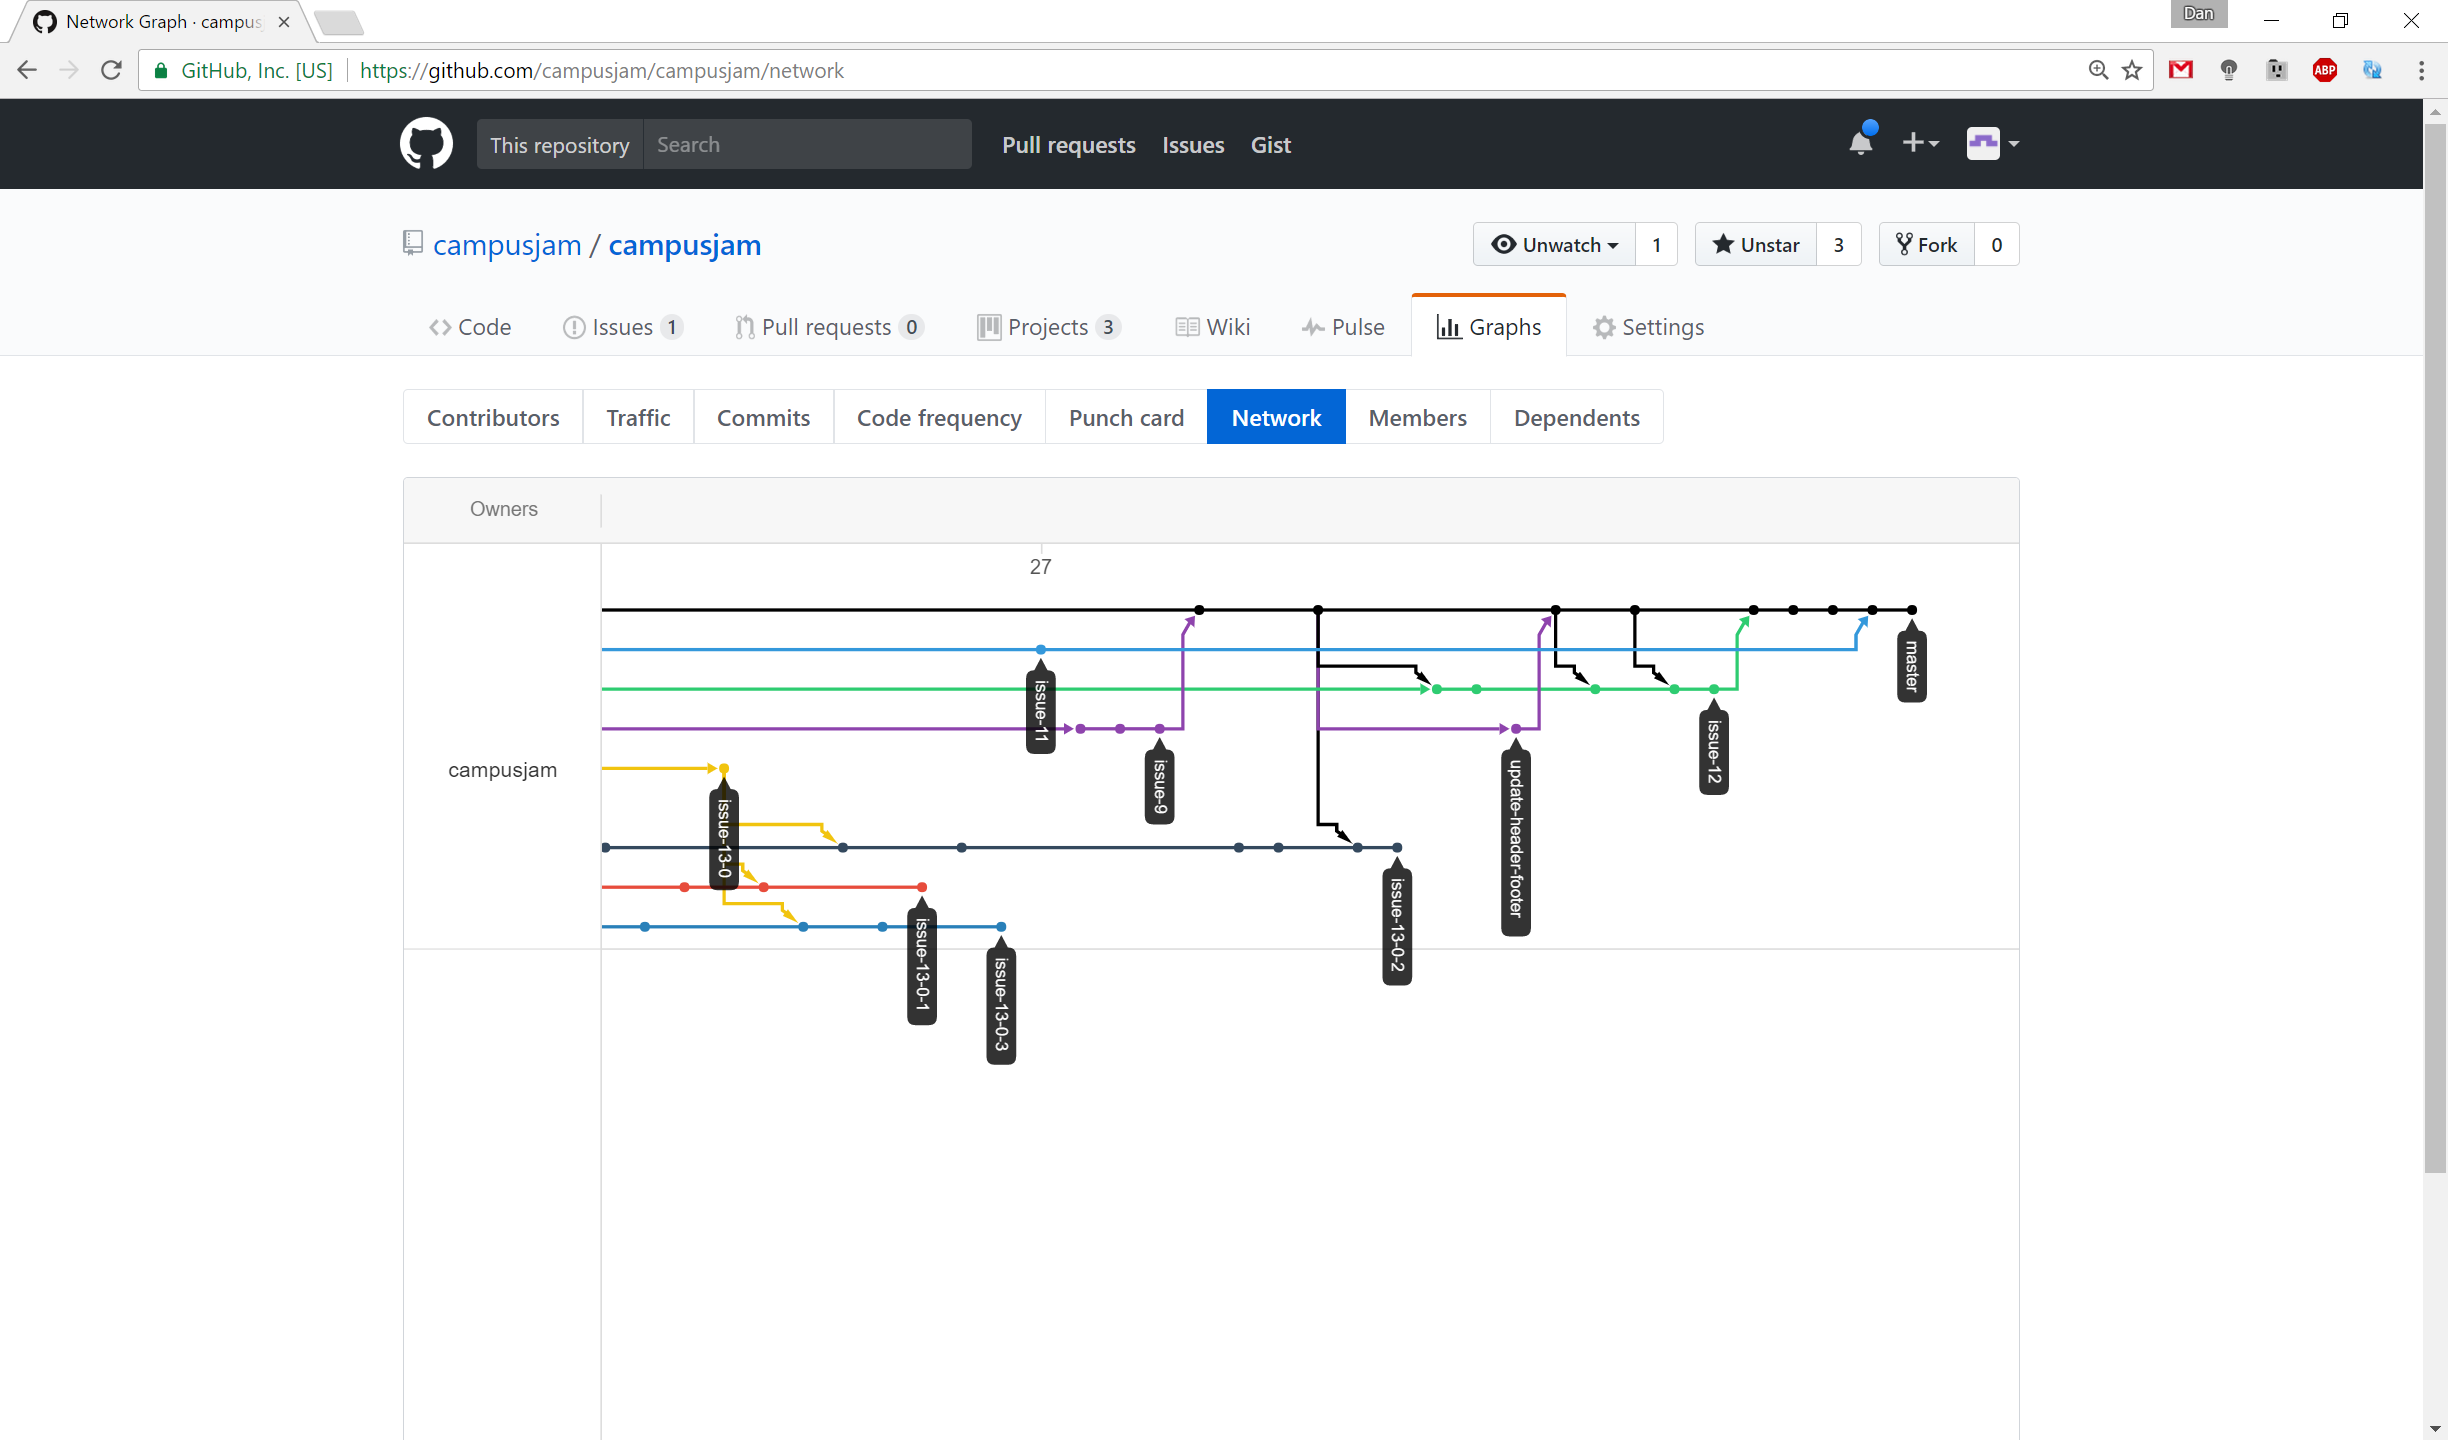 Network Graph · campus
Dan
GitHub, Inc. [US] https://github.com/campusjam/campusjam/network
ABP
This repository Search Pull requests Issues Gist
campusjam / campusjam
Unwatch 1 Unstar 3 Fork 0
Code Issues 1 Pull requests 0 Projects 3 Wiki Pulse Graphs Settings
Contributors Traffic Commits Code frequency Punch card Network Members Dependents
Owners
27
campusjam
master
issue-11
issue-12
issue-9
update-header-footer
issue-13-0
issue-13-0-2
issue-13-0-1
issue-13-0-3